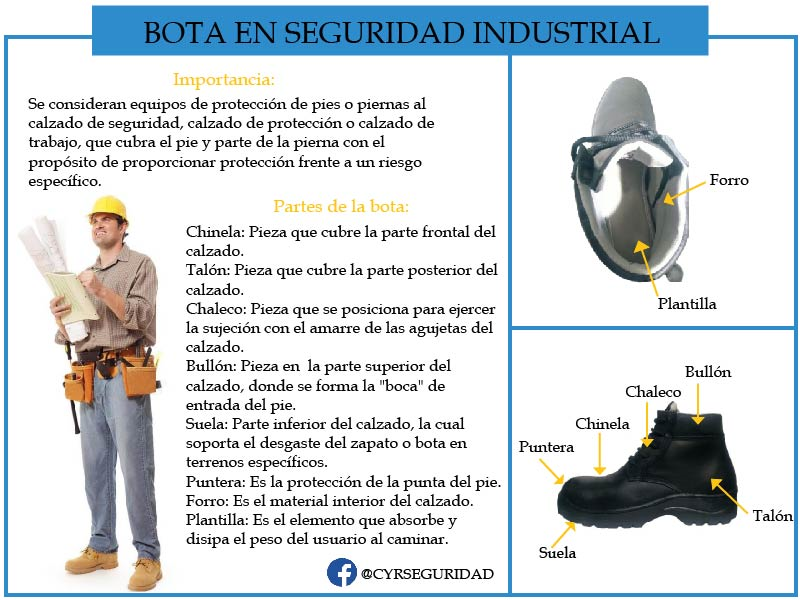 BOTA EN SEGURIDAD INDUSTRIAL
Importancia:
Se consideran equipos de protección de pies o piernas al
calzado de seguridad, calzado de protección o calzado de
trabajo, que cubra el pie y parte de la pierna con el
propósito de proporcionar protección frente a un riesgo
específico.
Partes de la bota:
Chinela: Pieza que cubre la parte frontal del
calzado.
Talón: Pieza que cubre la parte posterior del
calzado.
Chaleco: Pieza que se posiciona para ejercer
la sujeción con el amarre de las agujetas del
calzado.
Bullón: Pieza en  la parte superior del
calzado, donde se forma la "boca" de
entrada del pie.
Suela: Parte inferior del calzado, la cual
soporta el desgaste del zapato o bota en
terrenos específicos.
Puntera: Es la protección de la punta del pie.
Forro: Es el material interior del calzado.
Plantilla: Es el elemento que absorbe y
disipa el peso del usuario al caminar.
@CYRSEGURIDAD
Forro
Plantilla
Bullón
Chaleco
Chinela
Puntera
Talón
Suela